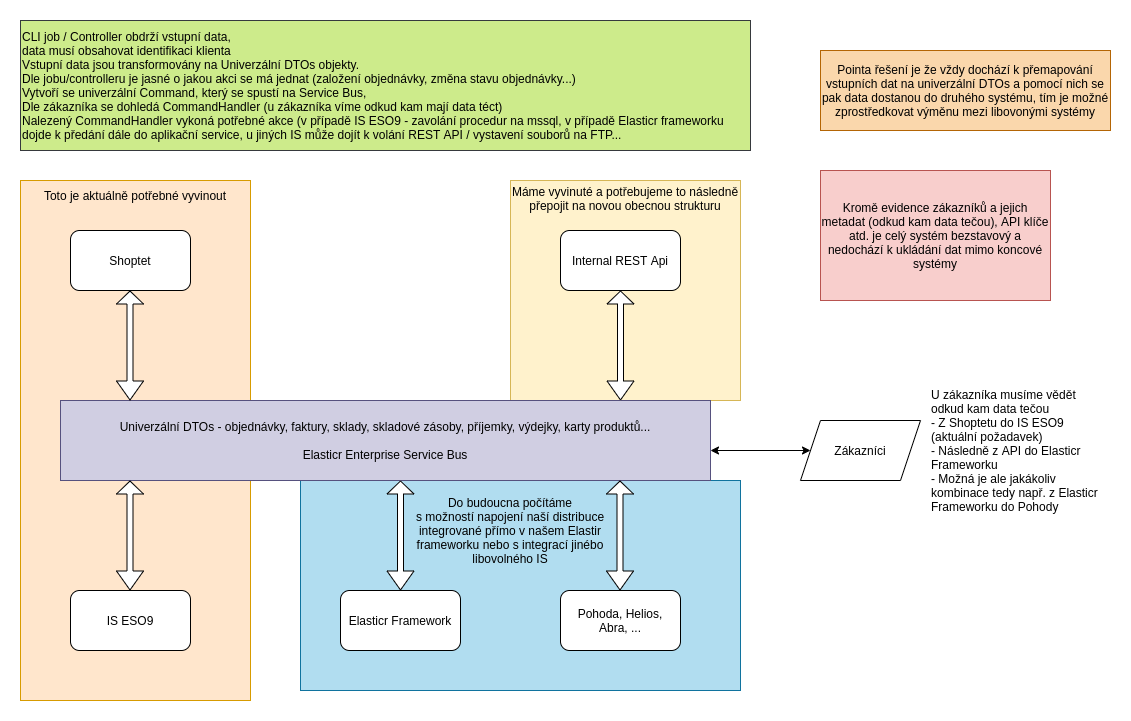 CLI job / Controller obdrží vstupní data,
data musí obsahovat identifikaci klienta
Vstupní data jsou transformovány na Univerzální DTOs objekty.
Dle jobu/controlleru je jasné o jakou akci se má jednat (založení objednávky, změna stavu objednávky...)
Vytvoří se univerzální Command, který se spustí na Service Bus,
Dle zákazníka se dohledá CommandHandler (u zákazníka víme odkud kam mají data téct)
Nalezený CommandHandler vykoná potřebné akce (v případě IS ESO9 - zavolání procedur na mssql, v případě Elasticr frameworku
dojde k předání dále do aplikační service, u jiných IS může dojít k volání REST API / vystavení souborů na FTP...
Pointa řešení je že vždy dochází k přemapování
vstupních dat na univerzální DTOs a pomocí nich se
pak data dostanou do druhého systému, tím je možné
zprostředkovat výměnu mezi libovonými systémy
Kromě evidence zákazníků a jejich
metadat (odkud kam data tečou), API klíče
atd. je celý systém bezstavový a
nedochází k ukládání dat mimo koncové
systémy
Toto je aktuálně potřebné vyvinout
Shoptet
Máme vyvinuté a potřebujeme to následně
přepojit na novou obecnou strukturu
Internal REST Api
Univerzální DTOs - objednávky, faktury, sklady, skladové zásoby, příjemky, výdejky, karty produktů...
Elasticr Enterprise Service Bus
Zákazníci
U zákazníka musíme vědět
odkud kam data tečou
- Z Shoptetu do IS ESO9
(aktuální požadavek)
- Následně z API do Elasticr
Frameworku
- Možná je ale jakákoliv
kombinace tedy např. z Elasticr
Frameworku do Pohody
Do budoucna počítáme
s možností napojení naší distribuce
integrované přímo v našem Elastir
frameworku nebo s integrací jiného
libovolného IS
IS ESO9
Elasticr Framework
Pohoda, Helios,
Abra, ...